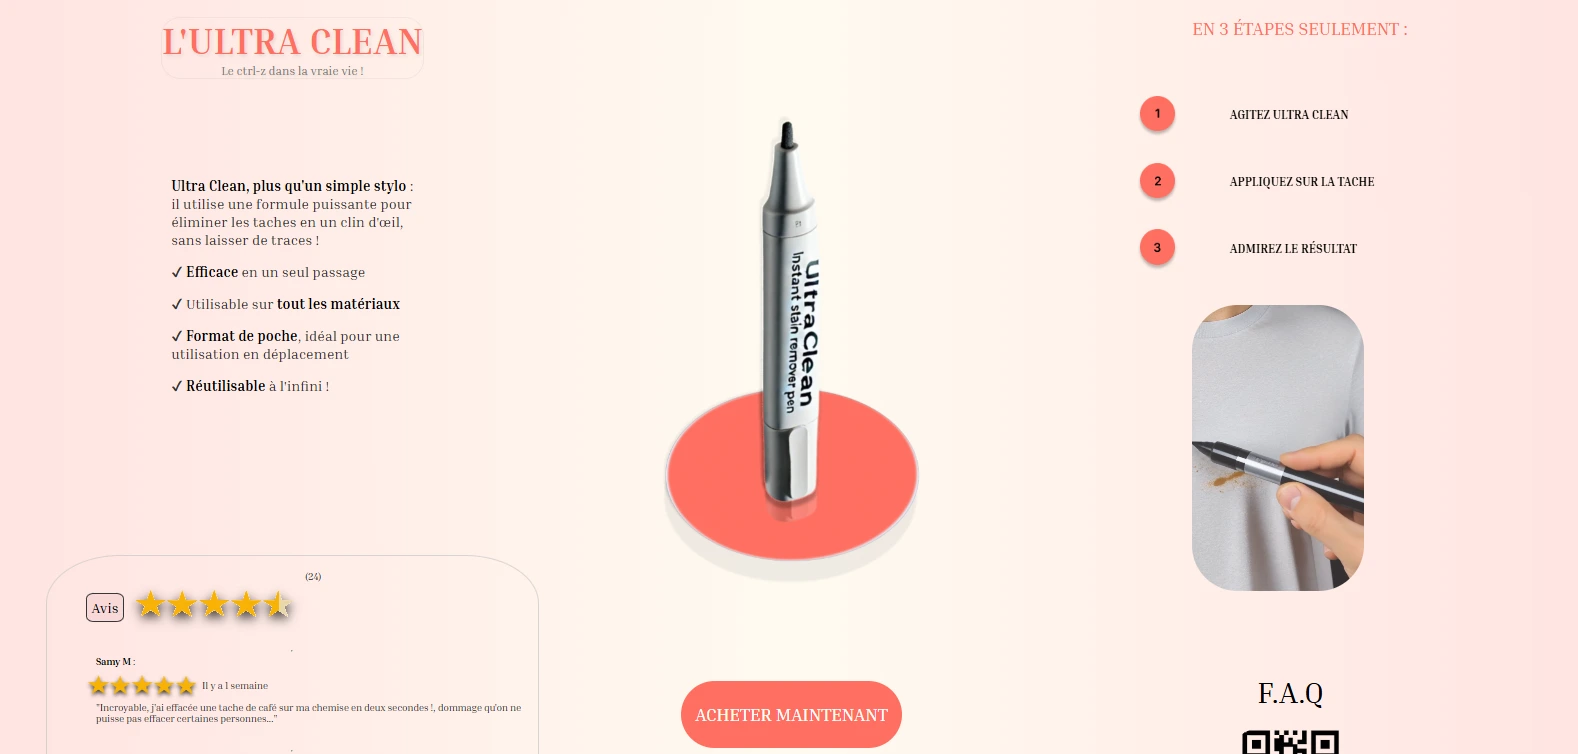 L'ULTRA CLEAN
Le ctrl-z dans la vraie vie !
Ultra Clean, plus qu'un simple stylo :
il utilise une formule puissante pour
éliminer les taches en un clin d'œil,
sans laisser de traces !
✓ Efficace en un seul passage
✓ Utilisable sur tout les matériaux
✓ Format de poche, idéal pour une
utilisation en déplacement
✓ Réutilisable à l'infini !
(24)
Avis
Samy M :
Il y a 1 semaine
"Incroyable, j'ai effacée une tache de café sur ma chemise en deux secondes !, dommage qu'on ne
puisse pas effacer certaines personnes..."
UltraClean
Instant stain remover pen
ACHETER MAINTENANT
EN 3 ÉTAPES SEULEMENT :
1 AGITEZ ULTRA CLEAN
2 APPLIQUEZ SUR LA TACHE
3 ADMIREZ LE RÉSULTAT
F.A.Q